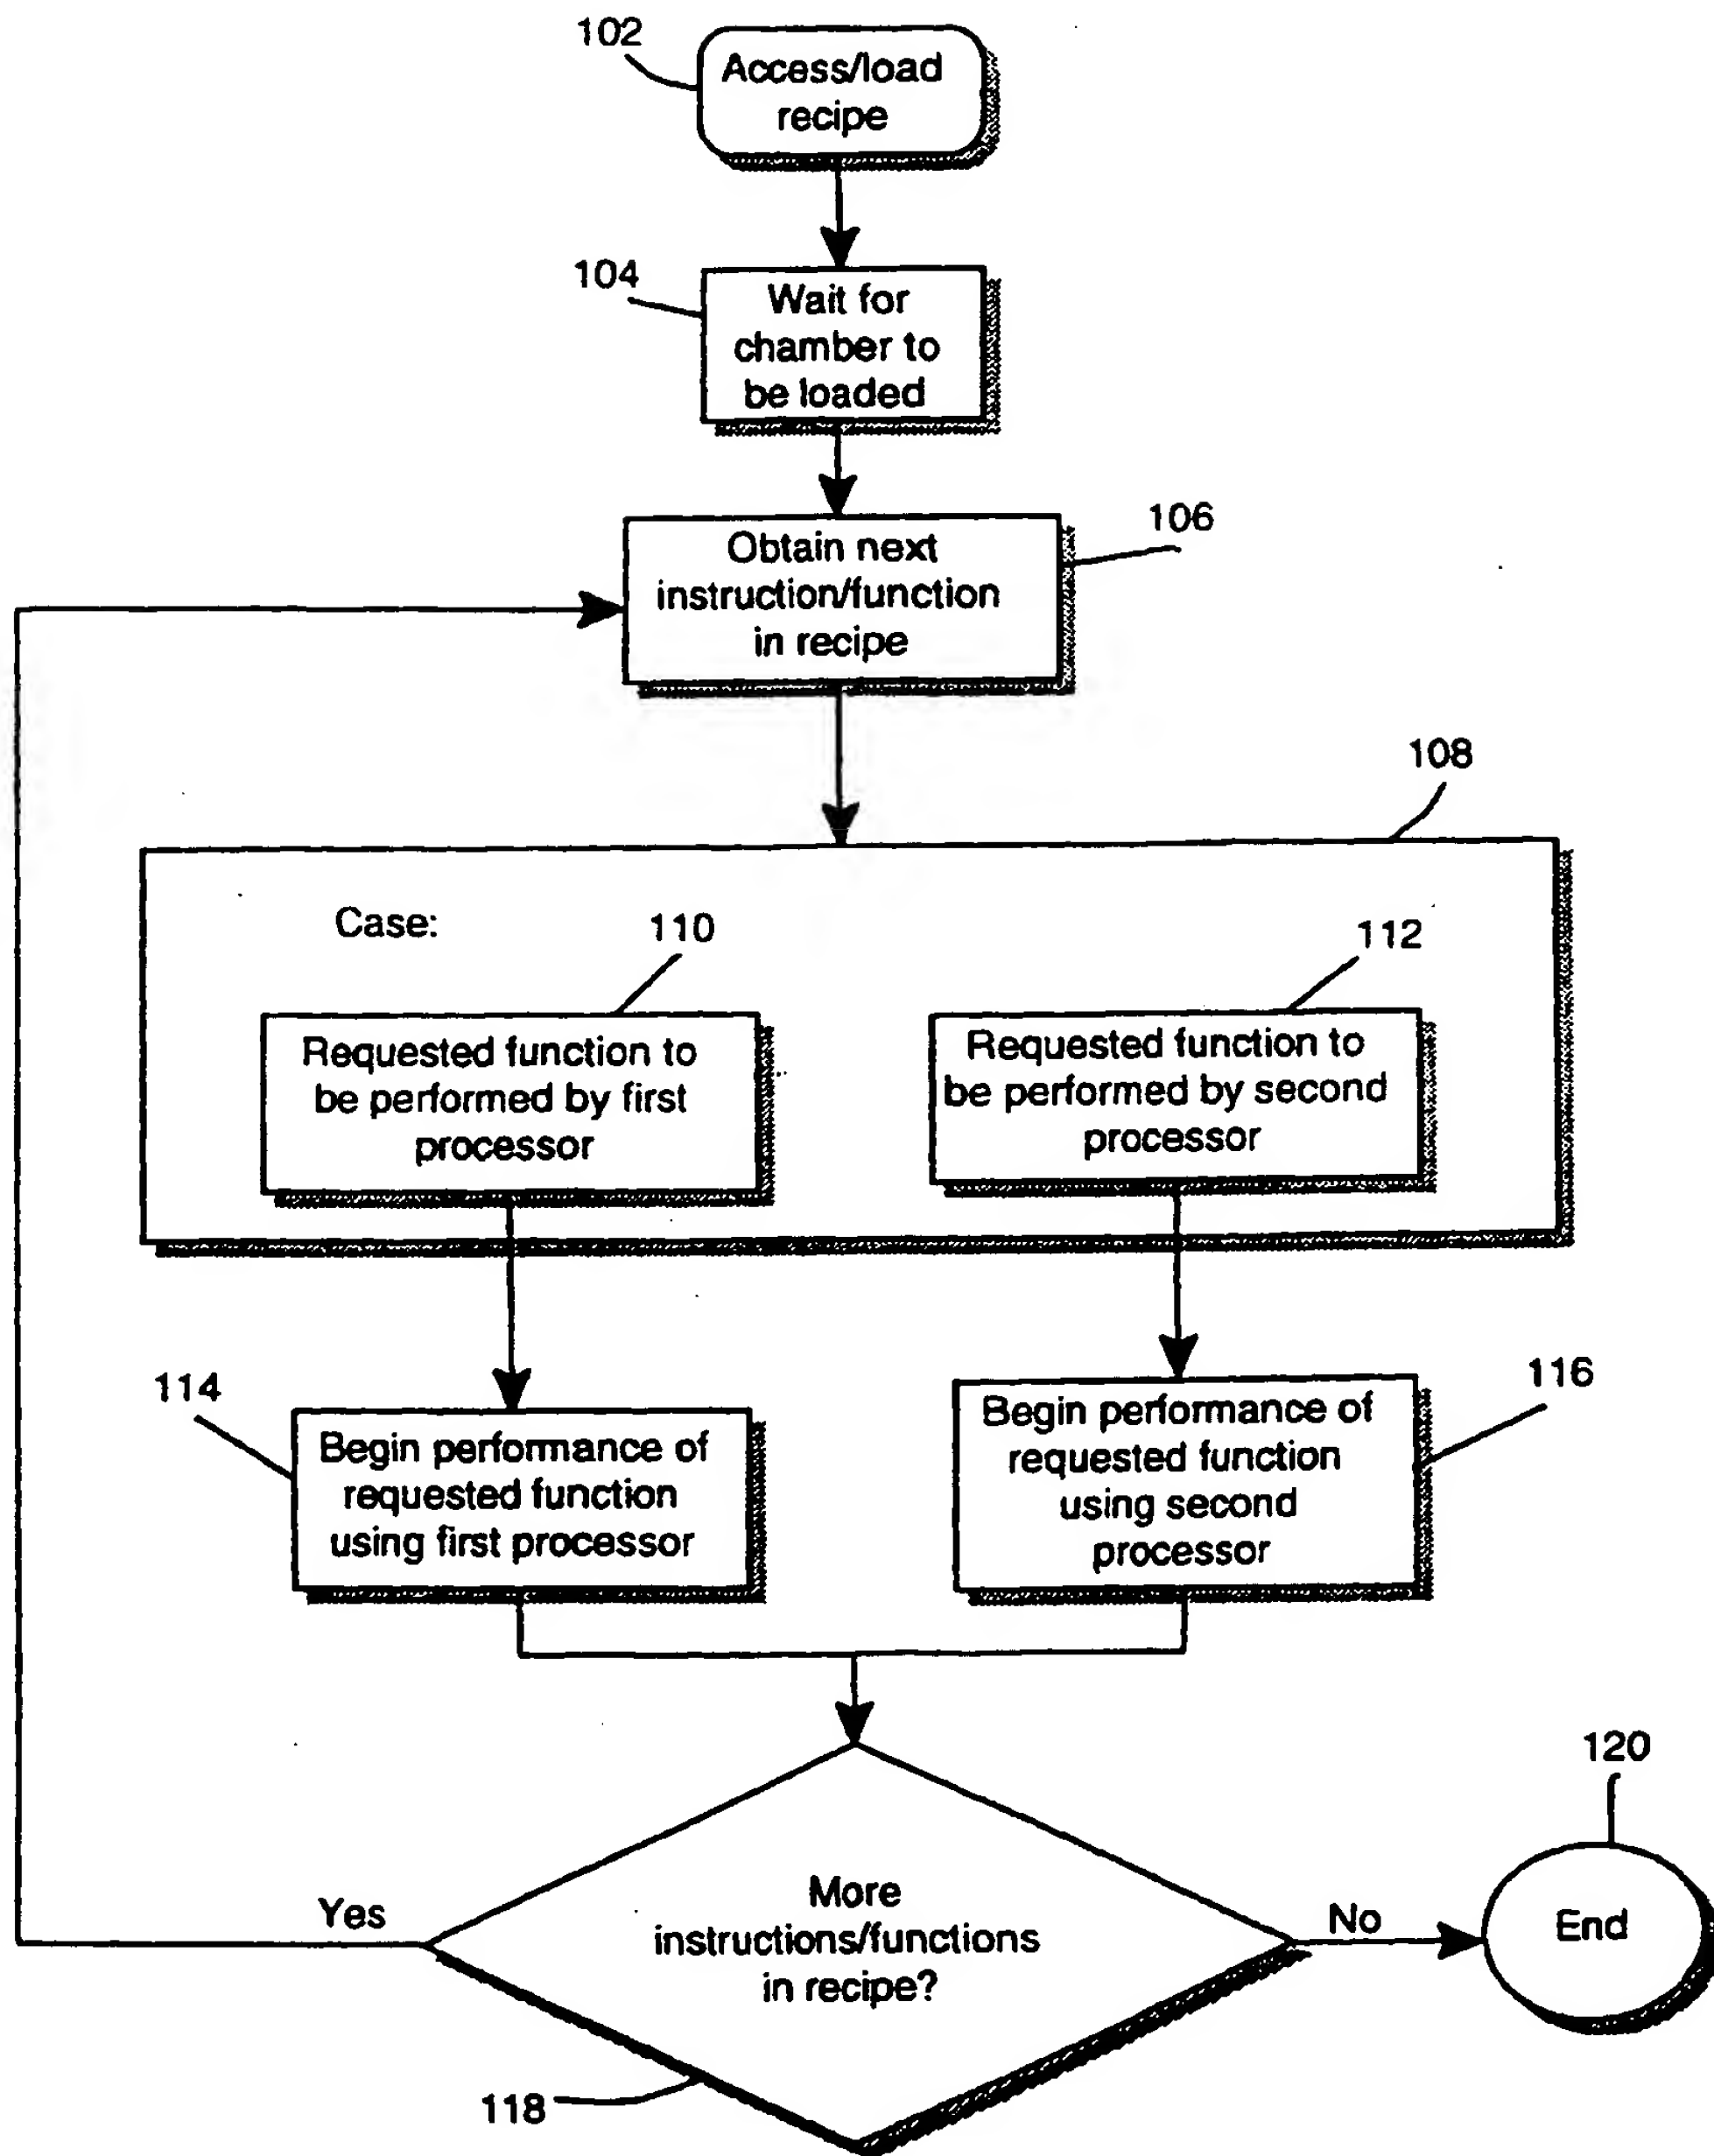 102
Access/load
recipe
104
Wait for
chamber to
be loaded
106
Obtain next
instruction/function
in recipe
108
Case:
110
112
Requested function to
be performed by first
processor
Requested function to
be performed by second
processor
114
116
Begin performance of
requested function
using first processor
Begin performance of
requested function
using second
processor
120
Yes
More
instructions/functions
in recipe?
No
End
118